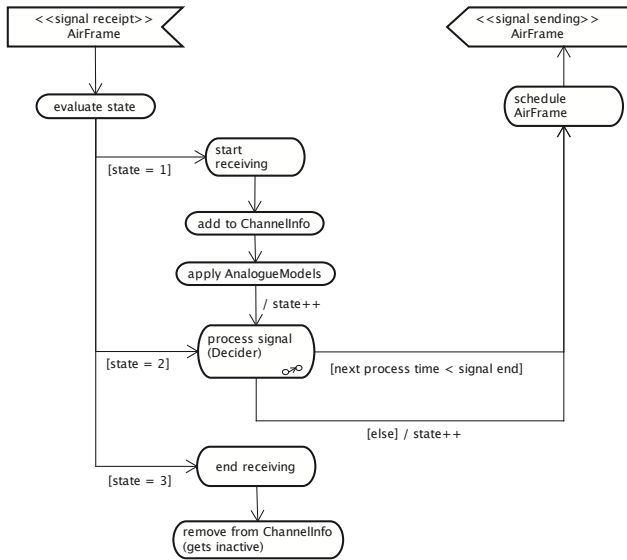 <<signal receipt>>
AirFrame
<<signal sending>>
AirFrame
evaluate state
schedule
AirFrame
start
receiving
[state = 1]
add to ChannelInfo
apply AnalogueModels
/ state++
process signal
(Decider)
[state = 2]
[next process time < signal end]
[else] / state++
end receiving
[state = 3]
remove from ChannelInfo
(gets inactive)